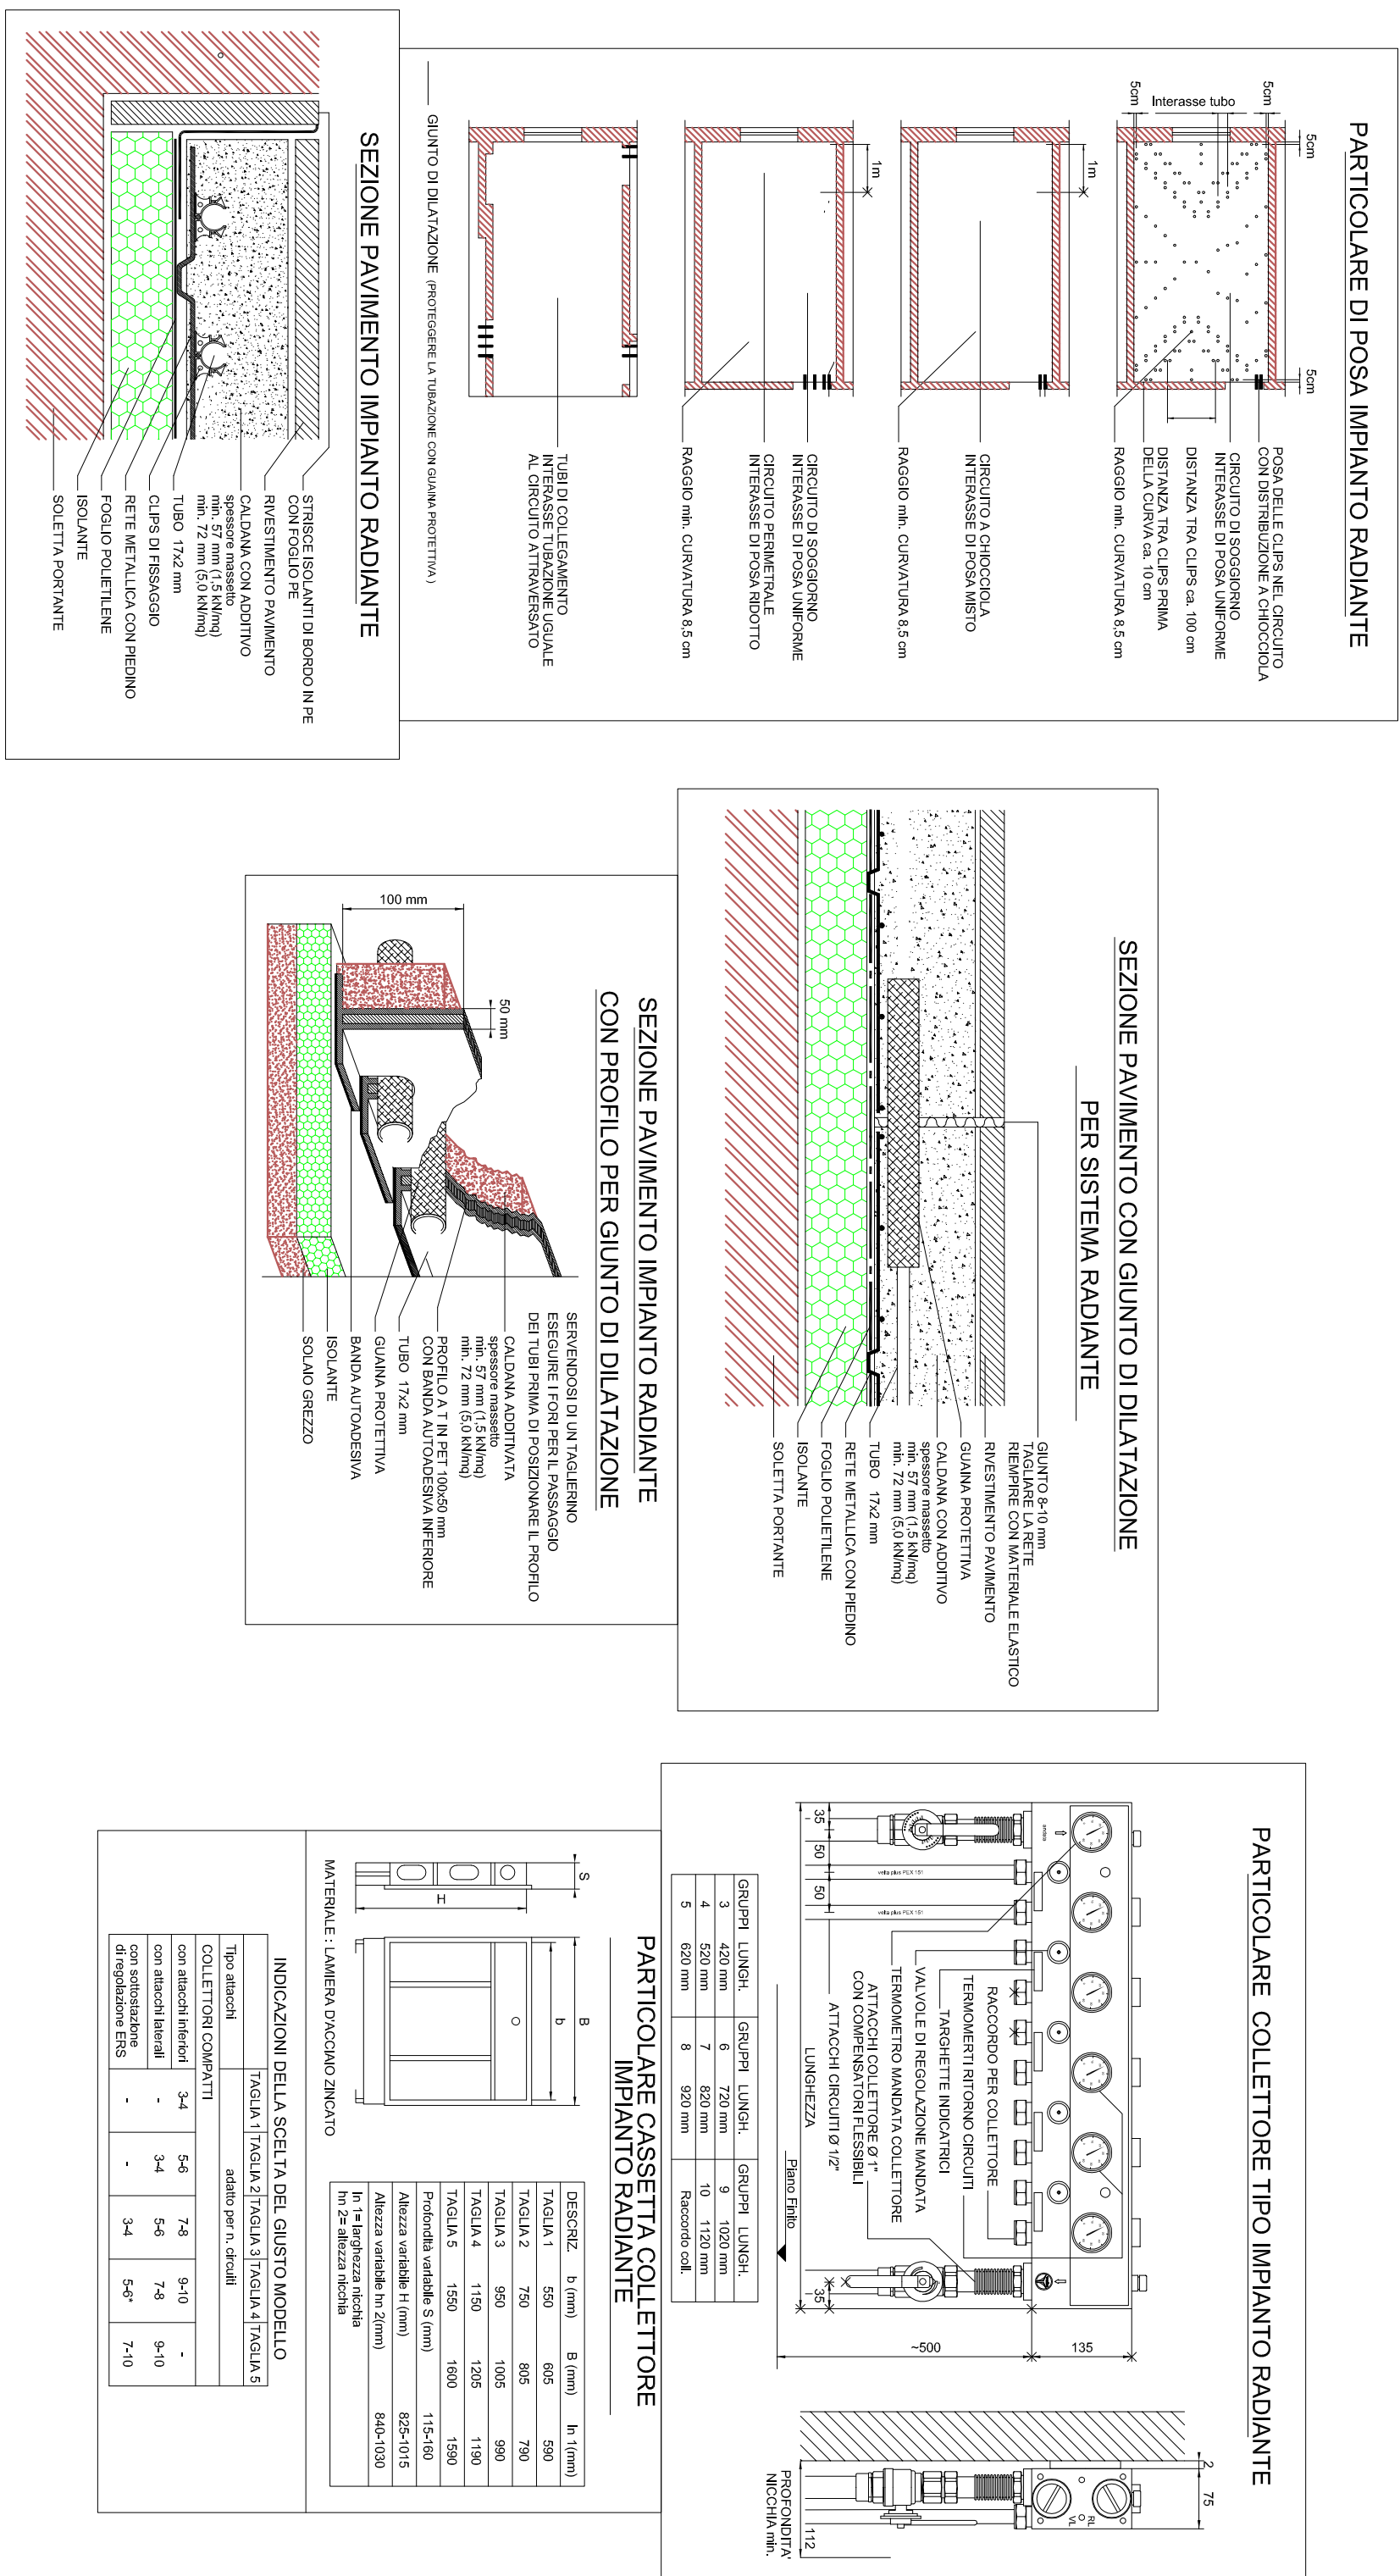 PARTICOLARE DI POSA IMPIANTO RADIANTE
5cm
Interasse tubo
5cm
5cm
5cm
POSA DELLE CLIPS NEL CIRCUITO
CON DISTRIBUZIONE A CHIOCCIOLA
CIRCUITO DI SOGGIORNO
INTERASSE DI POSA UNIFORME
DISTANZA TRA CLIPS ca. 100 cm
DISTANZA TRA CLIPS PRIMA
DELLA CURVA ca. 10 cm
RAGGIO min. CURVATURA 8,5 cm
1m
CIRCUITO A CHIOCCIOLA
INTERASSE DI POSA MISTO
RAGGIO min. CURVATURA 8,5 cm
1m
CIRCUITO DI SOGGIORNO
INTERASSE DI POSA UNIFORME
CIRCUITO PERIMETRALE
INTERASSE DI POSA RIDOTTO
RAGGIO min. CURVATURA 8,5 cm
TUBI DI COLLEGAMENTO
INTERASSE TUBAZIONE UGUALE
AL CIRCUITO ATTRAVERSATO
GIUNTO DI DILATAZIONE (PROTEGGERE LA TUBAZIONE CON GUAINA PROTETTIVA )
SEZIONE PAVIMENTO IMPIANTO RADIANTE
STRISCE ISOLANTI DI BORDO IN PE
CON FOGLIO PE
RIVESTIMENTO PAVIMENTO
CALDANA CON ADDITIVO
spessore massetto
min. 57 mm (1,5 kN/mq)
min. 72 mm (5,0 kN/mq)
TUBO 17x2 mm
CLIPS DI FISSAGGIO
RETE METALLICA CON PIEDINO
FOGLIO POLIETILENE
ISOLANTE
SOLETTA PORTANTE
SEZIONE PAVIMENTO CON GIUNTO DI DILATAZIONE
PER SISTEMA RADIANTE
GIUNTO 8-10 mm
TAGLIARE LA RETE
RIEMPIRE CON MATERIALE ELASTICO
RIVESTIMENTO PAVIMENTO
GUAINA PROTETTIVA
CALDANA CON ADDITIVO
spessore massetto
min. 57 mm (1,5 kN/mq)
min. 72 mm (5,0 kN/mq)
TUBO 17x2 mm
RETE METALLICA CON PIEDINO
FOGLIO POLIETILENE
ISOLANTE
SOLETTA PORTANTE
SEZIONE PAVIMENTO IMPIANTO RADIANTE
CON PROFILO PER GIUNTO DI DILATAZIONE
50 mm
100 mm
SERVENDOSI DI UN TAGLIERINO
ESEGUIRE I FORI PER IL PASSAGGIO
DEI TUBI PRIMA DI POSIZIONARE IL PROFILO
CALDANA ADDITIVATA
spessore massetto
min. 57 mm (1,5 kN/mq)
min. 72 mm (5,0 kN/mq)
PROFILO A T IN PET 100x50 mm
CON BANDA AUTOADESIVA INFERIORE
TUBO 17x2 mm
GUAINA PROTETTIVA
BANDA AUTOADESIVA
ISOLANTE
SOLAIO GREZZO
PARTICOLARE COLLETTORE TIPO IMPIANTO RADIANTE
velta plus PEX 151
velta plus PEX 151
35
50
50
35
RACCORDO PER COLLETTORE
TERMOMERTI RITORNO CIRCUITI
TARGHETTE INDICATRICI
VALVOLE DI REGOLAZIONE MANDATA
TERMOMETRO MANDATA COLLETTORE
ATTACCHI COLLETTORE Ø 1"
CON COMPENSATORI FLESSIBILI
ATTACCHI CIRCUITI Ø 1/2"
LUNGHEZZA
Piano Finito
135
~500
2
75
RL
VL
112
PROFONDITA'
NICCHIA min.
GRUPPI LUNGH. GRUPPI LUNGH. GRUPPI LUNGH.
3 420 mm 6 720 mm 9 1020 mm
4 520 mm 7 820 mm 10 1120 mm
5 620 mm 8 920 mm Raccordo coll.
PARTICOLARE CASSETTA COLLETTORE
IMPIANTO RADIANTE
S
H
B
b
MATERIALE : LAMIERA D'ACCIAIO ZINCATO
DESCRIZ. b (mm) B (mm) ln 1(mm)
TAGLIA 1 550 605 590
TAGLIA 2 750 805 790
TAGLIA 3 950 1005 990
TAGLIA 4 1150 1205 1190
TAGLIA 5 1550 1600 1590
Profondità variabile S (mm) 115-160
Altezza variabile H (mm) 825-1015
Altezza variabile hn 2(mm) 840-1030
ln 1= larghezza nicchia
hn 2= altezza nicchia
INDICAZIONI DELLA SCELTA DEL GIUSTO MODELLO
TAGLIA 1 TAGLIA 2 TAGLIA 3 TAGLIA 4 TAGLIA 5
Tipo attacchi adatto per n. circuiti
COLLETTORI COMPATTI
con attacchi inferiori 3-4 5-6 7-8 9-10 -
con attacchi laterali - 3-4 5-6 7-8 9-10
con sottostazione
di regolazione ERS - - 3-4 5-6* 7-10